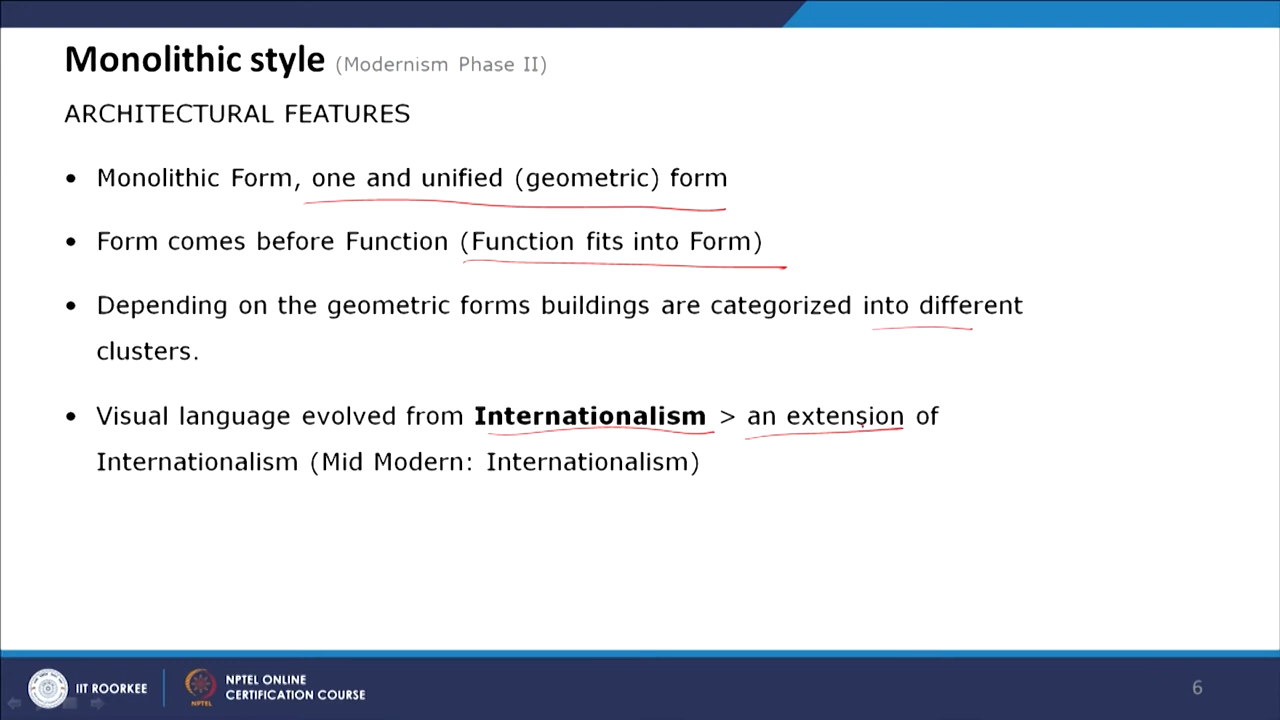 Monolithic style (Modernism Phase II)
ARCHITECTURAL FEATURES
• Monolithic Form, one and unified (geometric) form
• Form comes before Function (Function fits into Form)
• Depending on the geometric forms buildings are categorized into different
clusters.
• Visual language evolved from Internationalism > an extension of
Internationalism (Mid Modern: Internationalism)
IIT ROORKEE
NPTEL
NPTEL ONLINE
CERTIFICATION COURSE
6